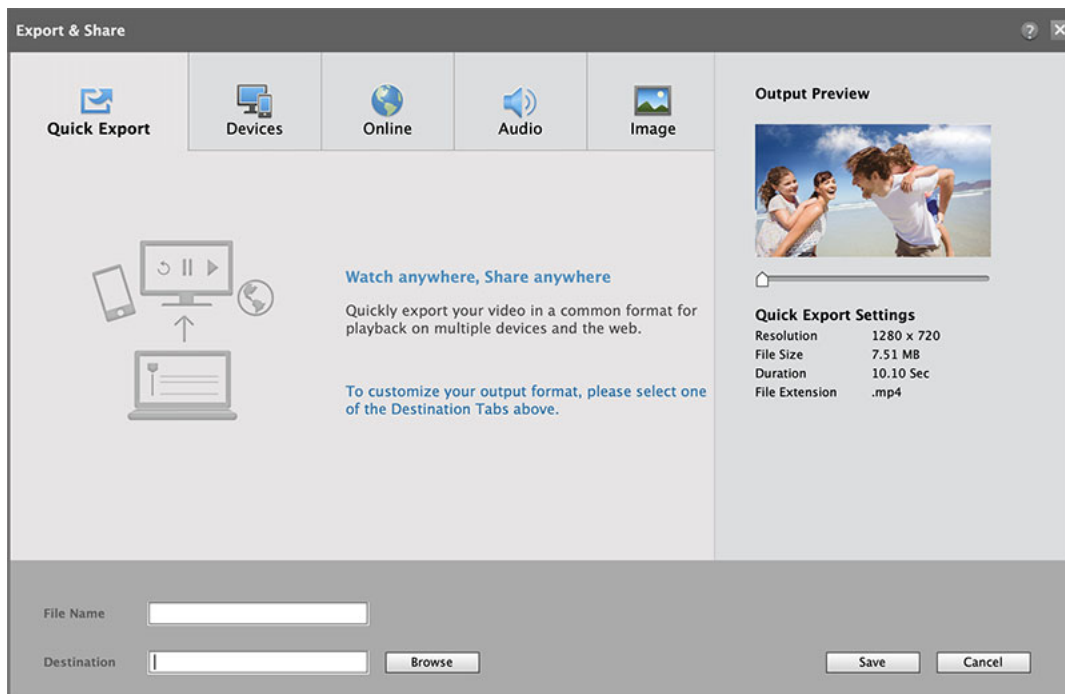 Export & Share
?
Quick Export
Devices
Online
Audio
Image
Output Preview
Watch anywhere, Share anywhere
Quickly export your video in a common format for
playback on multiple devices and the web.
To customize your output format, please select one
of the Destination Tabs above.
Quick Export Settings
Resolution 1280 x 720
File Size 7.51 MB
Duration 10.10 Sec
File Extension .mp4
File Name
Destination
Browse
Save
Cancel